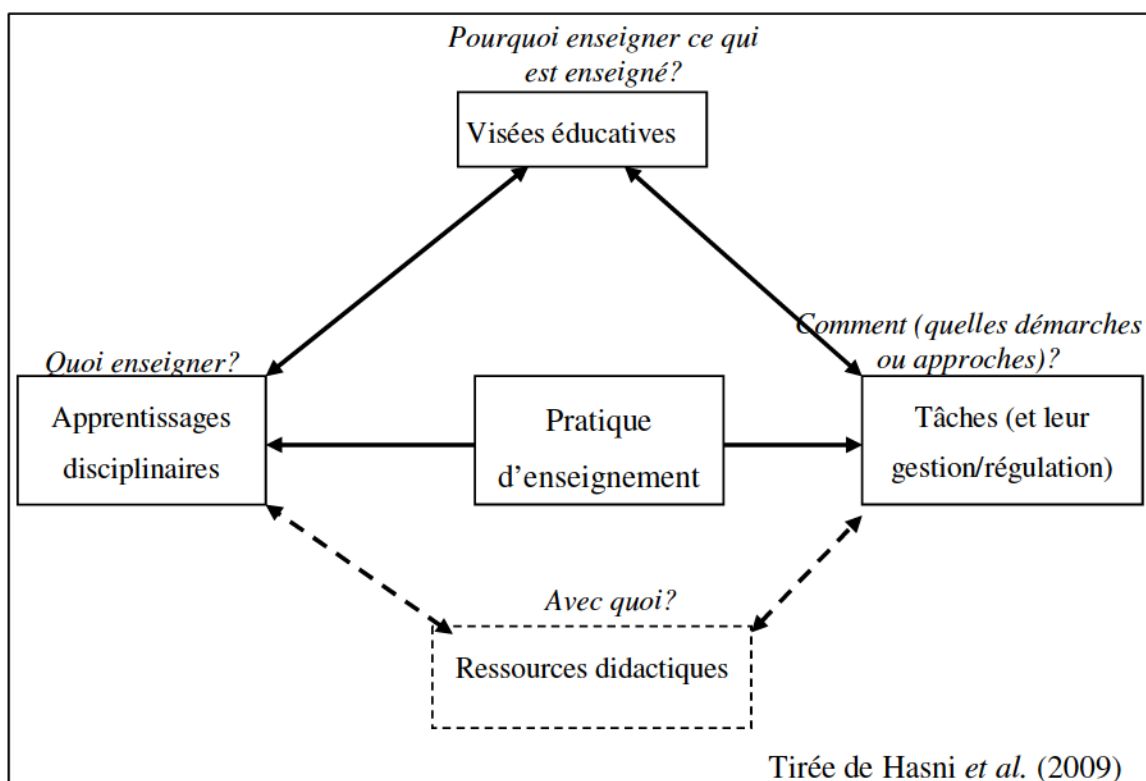 Pourquoi enseigner ce qui
est enseigné?
Visées éducatives
Comment (quelles démarches
ou approches)?
Quoi enseigner?
Apprentissages
disciplinaires
Pratique
d’enseignement
Tâches (et leur
gestion/régulation)
Avec quoi?
Ressources didactiques
Tirée de Hasni et al. (2009)